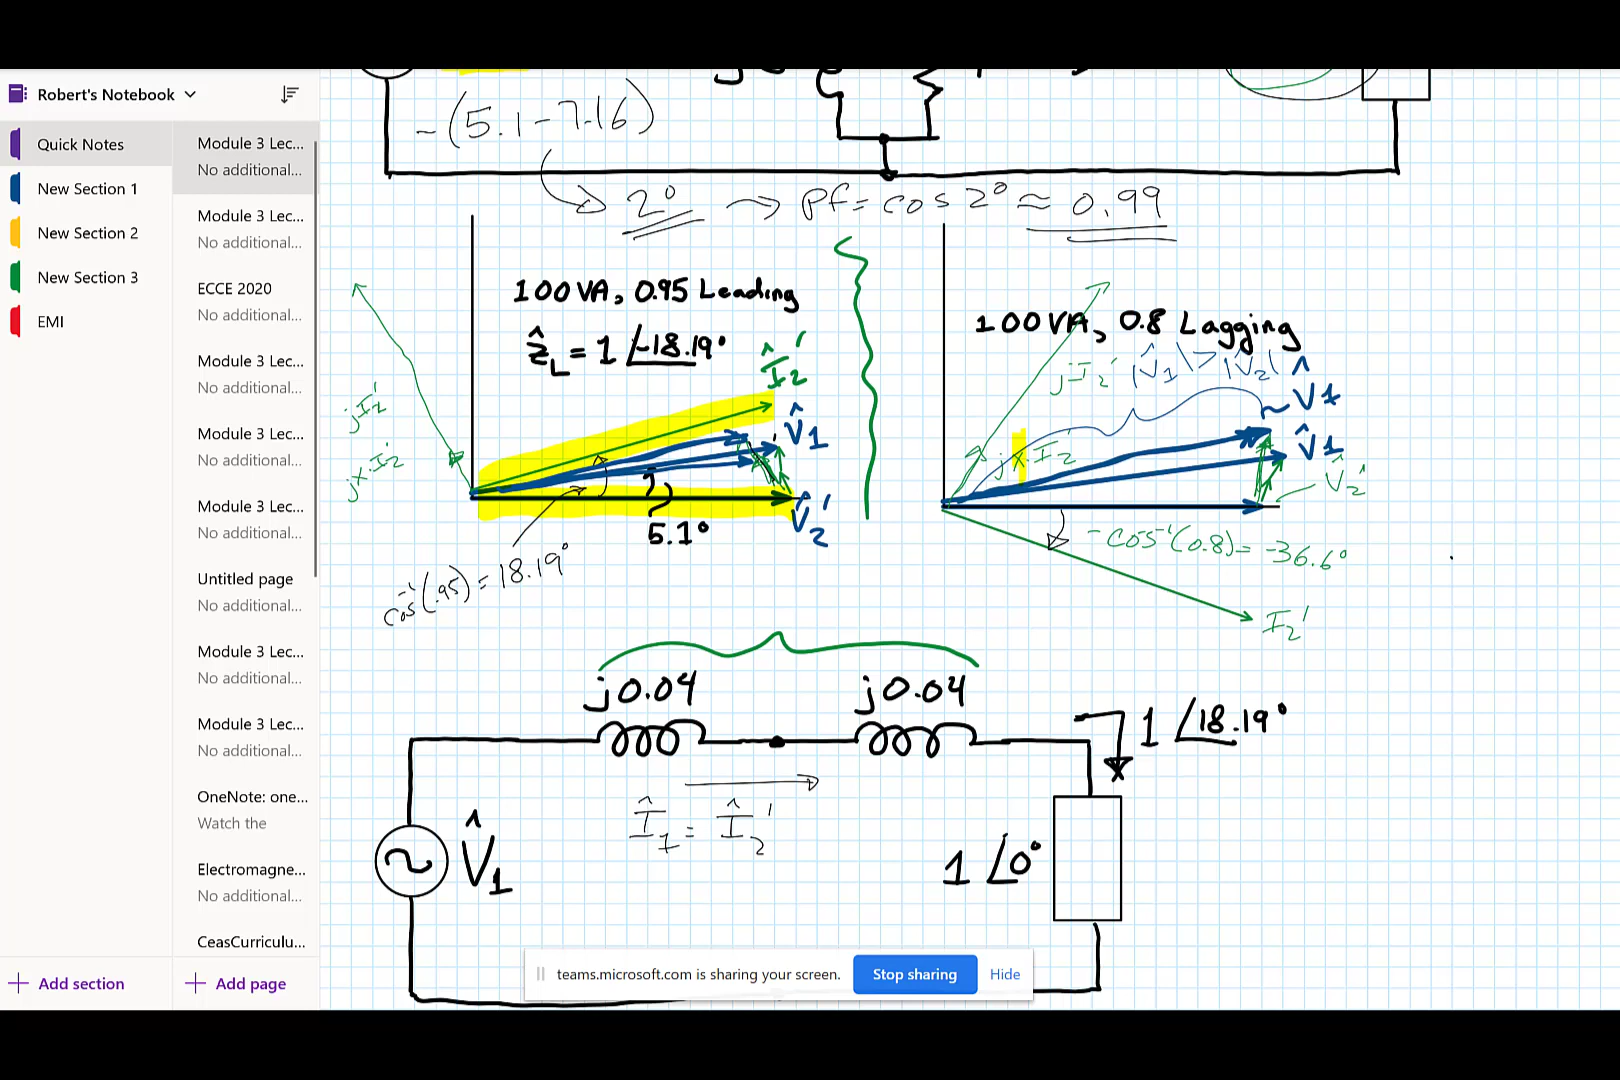 Robert's Notebook
Quick Notes
New Section 1
New Section 2
New Section 3
EMI
Add section
Module 3 Lec...
No additional...
Module 3 Lec...
No additional...
ECCE 2020
No additional...
Module 3 Lec...
No additional...
Module 3 Lec...
No additional...
Module 3 Lec...
No additional...
Untitled page
No additional...
Module 3 Lec...
No additional...
Module 3 Lec...
No additional...
OneNote: one...
Watch the
Electromagne...
No additional...
CeasCurriculu...
Add page
-(5.1-7.16)
2° → pf = cos 2° ≈ 0.99
100 VA, 0.95 Leading
Ẑ_L = 1 ∠-18.19°
Î₂'
jI₂'
jX·I₂'
V̂₁
V̂₂'
5.1°
cos⁻¹(.95) = 18.19°
100 VA, 0.8 Lagging
jI₂'
|V̂₁| > |V̂₂'|
V̂₁
jX·I₂'
V̂₁
V̂₂'
-cos⁻¹(0.8) = -36.6°
I₂'
j0.04
j0.04
1 ∠18.19°
Î₁ = Î₂'
V̂₁
1 ∠0°
teams.microsoft.com is sharing your screen.
Stop sharing
Hide